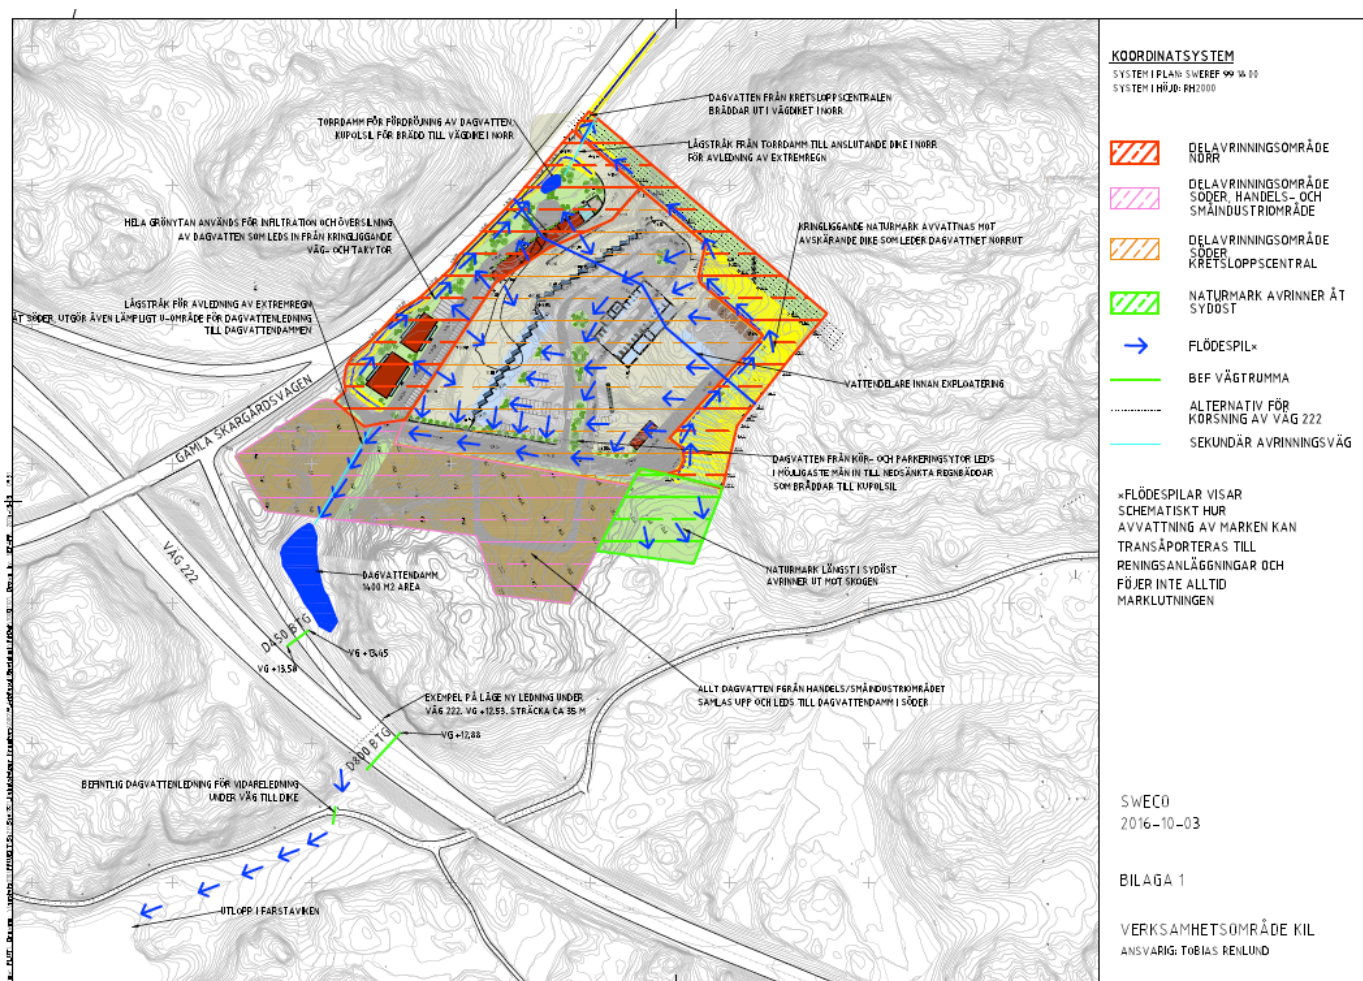 DAGVATTEN FRÅN KRETSLOPPSCENTRALEN
BRÄDDAR UT I VÄGDIKET I NORR
TORRDAMM FÖR FÖRDRÖJNING AV DAGVATTEN,
KUPOLSIL FÖR BRÄDD TILL VÄGDIKE I NORR
LÅGSTRÅK FRÅN TORRDAMM TILL ANSLUTANDE DIKE I NORR
FÖR AVLEDNING AV EXTREMREGN
HELA GRÖNYTAN ANVÄNDS FÖR INFILTRATION OCH ÖVERSILNING
AV DAGVATTEN SOM LEDS IN FRÅN KRINGLIGGANDE
VÄG- OCH TAKYTOR
KRINGLIGGANDE NATURMARK AVVATTNAS MOT
AVSKÄRANDE DIKE SOM LEDER DAGVATTNET NORRUT
LÅGSTRÅK FÖR AVLEDNING AV EXTREMREGN
ÅT SÖDER, UTGÖR ÄVEN LÄMPLIGT U-OMRÅDE FÖR DAGVATTENLEDNING
TILL DAGVATTENDAMMEN
VATTENDELARE INNAN EXPLOATERING
GAMLA SKÄRGÅRDSVÄGEN
DAGVATTEN FRÅN KÖR- OCH PARKERINGSYTOR LEDS
I MÖJLIGASTE MÅN IN TILL NEDSÄNKTA REGNBÄDDAR
SOM BRÄDDAR TILL KUPOLSIL
VÄG 222
DAGVATTENDAMM
1400 M2 AREA
NATURMARK LÄNGST I SYDÖST
AVRINNER UT MOT SKOGEN
D450 BTG
VG +13,45
VG +13,58
ALLT DAGVATTEN FGRÅN HANDELS/SMÅINDUSTRIOMRÅDET
SAMLAS UPP OCH LEDS TILL DAGVATTENDAMM I SÖDER
EXEMPEL PÅ LÄGE NY LEDNING UNDER
VÄG 222. VG +12.53. STRÄCKA CA 35 M
VG +12,88
D800 BTG
BEFINTLIG DAGVATTENLEDNING FÖR VIDARELEDNING
UNDER VÄG TILL DIKE
UTLOPP I FARSTAVIKEN
KOORDINATSYSTEM
SYSTEM I PLAN: SWEREF 99 18 00
SYSTEM I HÖJD: RH2000
DELAVRINNINGSOMRÅDE
NORR
DELAVRINNINGSOMRÅDE
SÖDER, HANDELS- OCH
SMÅINDUSTRIOMRÅDE
DELAVRINNINGSOMRÅDE
SÖDER
KRETSLOPPSCENTRAL
NATURMARK AVRINNER ÅT
SYDÖST
FLÖDESPIL*
BEF VÄGTRUMMA
ALTERNATIV FÖR
KORSNING AV VÄG 222
SEKUNDÄR AVRINNINGSVÄG
*FLÖDESPILAR VISAR
SCHEMATISKT HUR
AVVATTNING AV MARKEN KAN
TRANSÅPORTERAS TILL
RENINGSANLÄGGNINGAR OCH
FÖJER INTE ALLTID
MARKLUTNINGEN
SWECO
2016-10-03
BILAGA 1
VERKSAMHETSOMRÅDE KIL
ANSVARIG: TOBIAS RENLUND